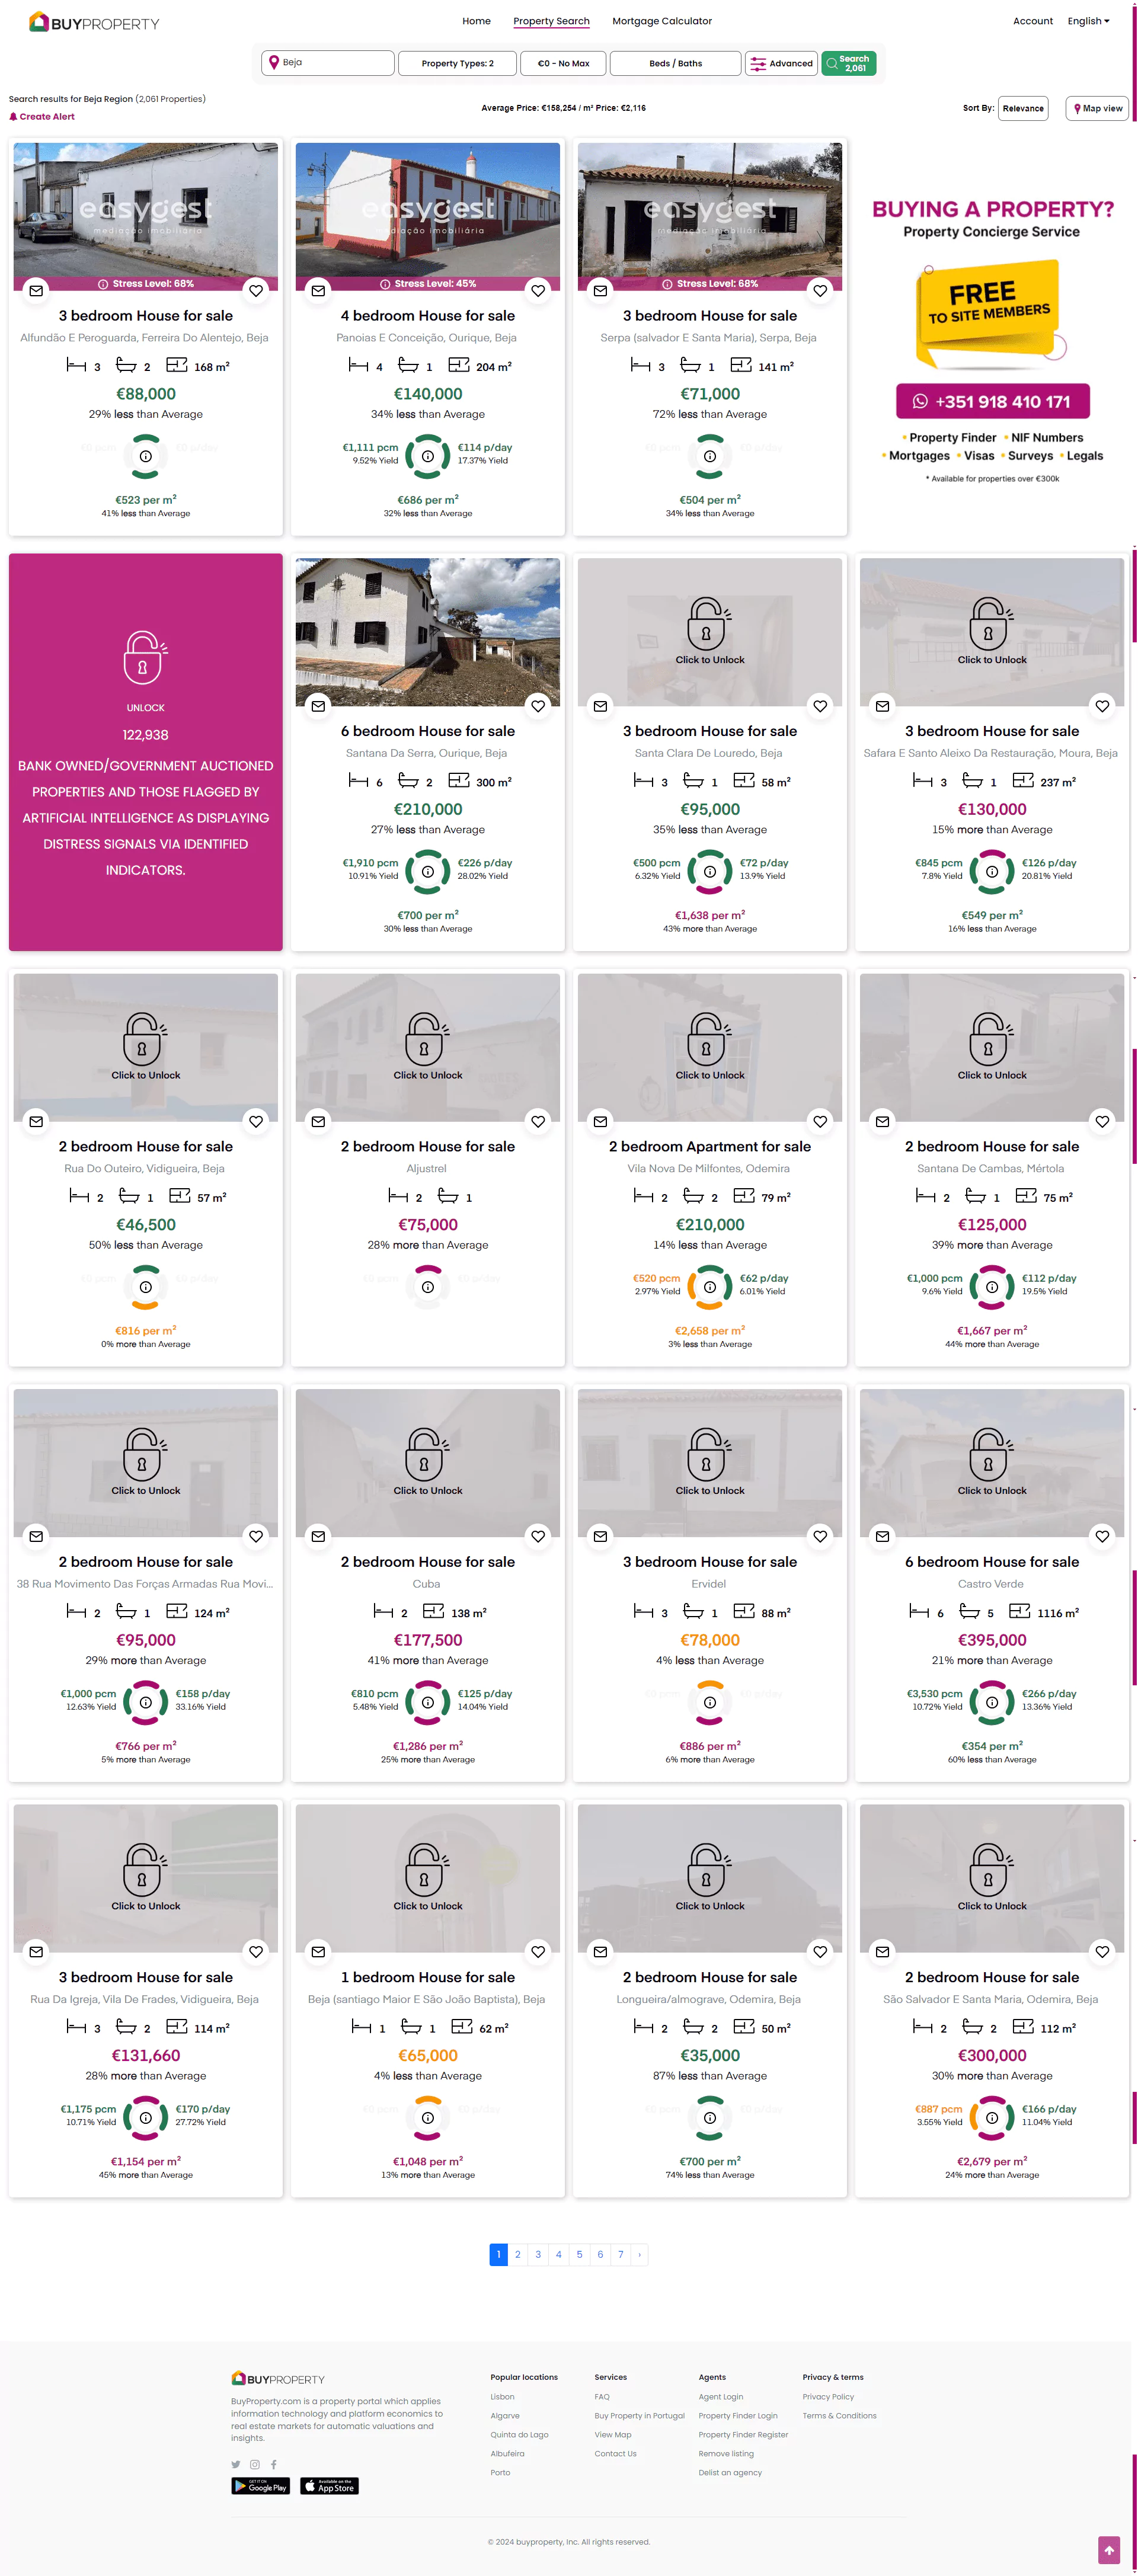 BUYPROPERTY
Home
Property Search
Mortgage Calculator
Account
English
Beja
Property Types: 2
€0 - No Max
Beds / Baths
Advanced
Search
2,061
Search results for Beja Region (2,061 Properties)
Create Alert
Average Price: €158,254 / m² Price: €2,116
Sort By:
Relevance
Map view
easygest
mediação imobiliária
Stress Level: 68%
3 bedroom House for sale
Alfundão E Peroguarda, Ferreira Do Alentejo, Beja
3 2 168 m²
€88,000
29% less than Average
€0 pcm €0 p/day
€523 per m²
41% less than Average
easygest
mediação imobiliária
Stress Level: 45%
4 bedroom House for sale
Panoias E Conceição, Ourique, Beja
4 1 204 m²
€140,000
34% less than Average
€1,111 pcm €114 p/day
9.52% Yield 17.37% Yield
€686 per m²
32% less than Average
easygest
mediação imobiliária
Stress Level: 68%
3 bedroom House for sale
Serpa (salvador E Santa Maria), Serpa, Beja
3 1 141 m²
€71,000
72% less than Average
€0 pcm €0 p/day
€504 per m²
34% less than Average
BUYING A PROPERTY?
Property Concierge Service
FREE
TO SITE MEMBERS
+351 918 410 171
• Property Finder • NIF Numbers
• Mortgages • Visas • Surveys • Legals
* Available for properties over €300k
UNLOCK
122,938
BANK OWNED/GOVERNMENT AUCTIONED
PROPERTIES AND THOSE FLAGGED BY
ARTIFICIAL INTELLIGENCE AS DISPLAYING
DISTRESS SIGNALS VIA IDENTIFIED
INDICATORS.
6 bedroom House for sale
Santana Da Serra, Ourique, Beja
6 2 300 m²
€210,000
27% less than Average
€1,910 pcm €226 p/day
10.91% Yield 28.02% Yield
€700 per m²
30% less than Average
Click to Unlock
3 bedroom House for sale
Santa Clara De Louredo, Beja
3 1 58 m²
€95,000
35% less than Average
€500 pcm €72 p/day
6.32% Yield 13.9% Yield
€1,638 per m²
43% more than Average
Click to Unlock
3 bedroom House for sale
Safara E Santo Aleixo Da Restauração, Moura, Beja
3 1 237 m²
€130,000
15% more than Average
€845 pcm €126 p/day
7.8% Yield 20.81% Yield
€549 per m²
16% less than Average
Click to Unlock
2 bedroom House for sale
Rua Do Outeiro, Vidigueira, Beja
2 1 57 m²
€46,500
50% less than Average
€0 pcm €0 p/day
€816 per m²
0% more than Average
Click to Unlock
2 bedroom House for sale
Aljustrel
2 1
€75,000
28% more than Average
€0 pcm €0 p/day
Click to Unlock
2 bedroom Apartment for sale
Vila Nova De Milfontes, Odemira
2 2 79 m²
€210,000
14% less than Average
€520 pcm €62 p/day
2.97% Yield 6.01% Yield
€2,658 per m²
3% less than Average
Click to Unlock
2 bedroom House for sale
Santana De Cambas, Mértola
2 1 75 m²
€125,000
39% more than Average
€1,000 pcm €112 p/day
9.6% Yield 19.5% Yield
€1,667 per m²
44% more than Average
Click to Unlock
2 bedroom House for sale
38 Rua Movimento Das Forças Armadas Rua Movi...
2 1 124 m²
€95,000
29% more than Average
€1,000 pcm €158 p/day
12.63% Yield 33.16% Yield
€766 per m²
5% more than Average
Click to Unlock
2 bedroom House for sale
Cuba
2 138 m²
€177,500
41% more than Average
€810 pcm €125 p/day
5.48% Yield 14.04% Yield
€1,286 per m²
25% more than Average
Click to Unlock
3 bedroom House for sale
Ervidel
3 1 88 m²
€78,000
4% less than Average
€0 pcm €0 p/day
€886 per m²
6% more than Average
Click to Unlock
6 bedroom House for sale
Castro Verde
6 5 1116 m²
€395,000
21% more than Average
€3,530 pcm €266 p/day
10.72% Yield 13.36% Yield
€354 per m²
60% less than Average
Click to Unlock
3 bedroom House for sale
Rua Da Igreja, Vila De Frades, Vidigueira, Beja
3 2 114 m²
€131,660
28% more than Average
€1,175 pcm €170 p/day
10.71% Yield 27.72% Yield
€1,154 per m²
45% more than Average
Click to Unlock
1 bedroom House for sale
Beja (santiago Maior E São João Baptista), Beja
1 1 62 m²
€65,000
4% less than Average
€0 pcm €0 p/day
€1,048 per m²
13% more than Average
Click to Unlock
2 bedroom House for sale
Longueira/almograve, Odemira, Beja
2 2 50 m²
€35,000
87% less than Average
€0 pcm €0 p/day
€700 per m²
74% less than Average
Click to Unlock
2 bedroom House for sale
São Salvador E Santa Maria, Odemira, Beja
2 2 112 m²
€300,000
30% more than Average
€887 pcm €166 p/day
3.55% Yield 11.04% Yield
€2,679 per m²
24% more than Average
1 2 3 4 5 6 7 ›
BUYPROPERTY
BuyProperty.com is a property portal which applies
information technology and platform economics to
real estate markets for automatic valuations and
insights.
GET IT ON
Google Play
Available on the
App Store
Popular locations
Lisbon
Algarve
Quinta do Lago
Albufeira
Porto
Services
FAQ
Buy Property in Portugal
View Map
Contact Us
Agents
Agent Login
Property Finder Login
Property Finder Register
Remove listing
Delist an agency
Privacy & terms
Privacy Policy
Terms & Conditions
© 2024 buyproperty, Inc. All rights reserved.